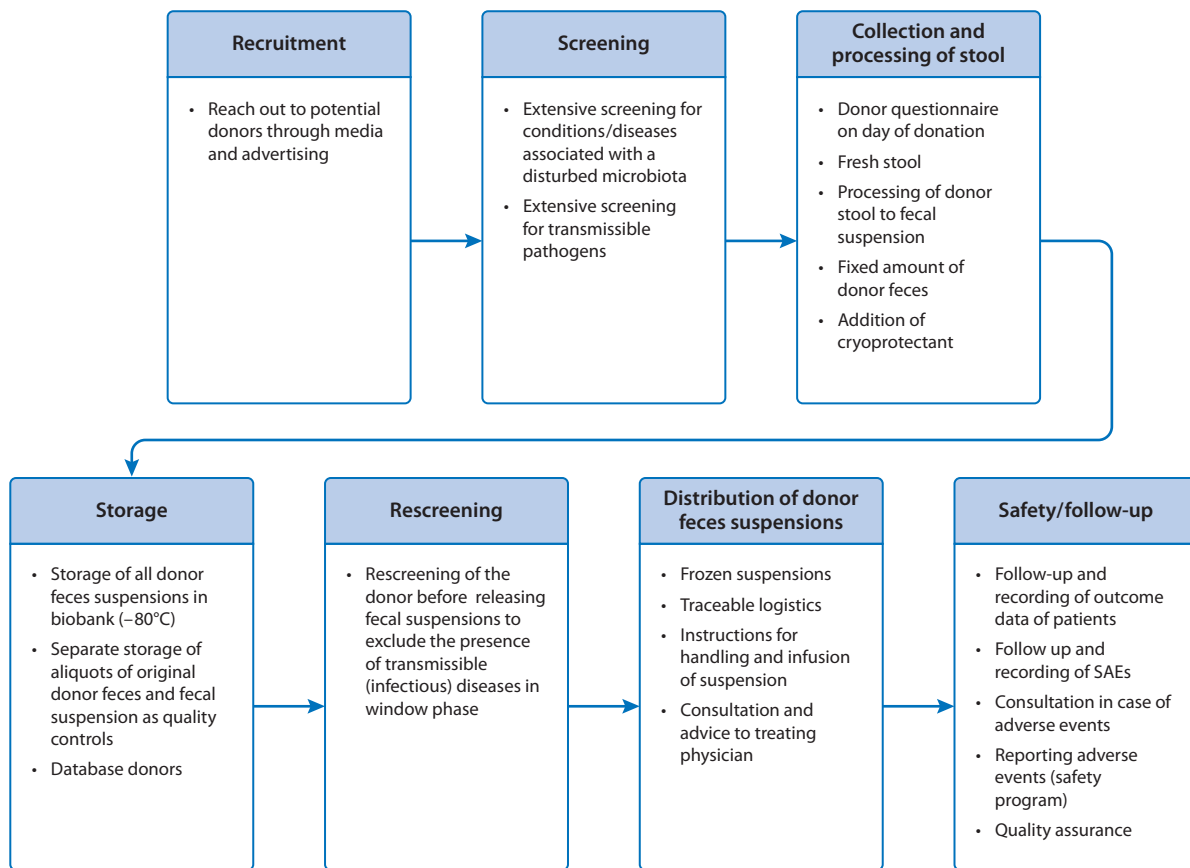 Recruitment
• Reach out to potential
donors through media
and advertising
Screening
• Extensive screening for
conditions/diseases
associated with a
disturbed microbiota
• Extensive screening
for transmissible
pathogens
Collection and
processing of stool
• Donor questionnaire
on day of donation
• Fresh stool
• Processing of donor
stool to fecal
suspension
• Fixed amount of
donor feces
• Addition of
cryoprotectant
Storage
• Storage of all donor
feces suspensions in
biobank (–80°C)
• Separate storage of
aliquots of original
donor feces and fecal
suspension as quality
controls
• Database donors
Rescreening
• Rescreening of the
donor before releasing
fecal suspensions to
exclude the presence
of transmissible
(infectious) diseases in
window phase
Distribution of donor
feces suspensions
• Frozen suspensions
• Traceable logistics
• Instructions for
handling and infusion
of suspension
• Consultation and
advice to treating
physician
Safety/follow-up
• Follow-up and
recording of outcome
data of patients
• Follow up and
recording of SAEs
• Consultation in case of
adverse events
• Reporting adverse
events (safety
program)
• Quality assurance